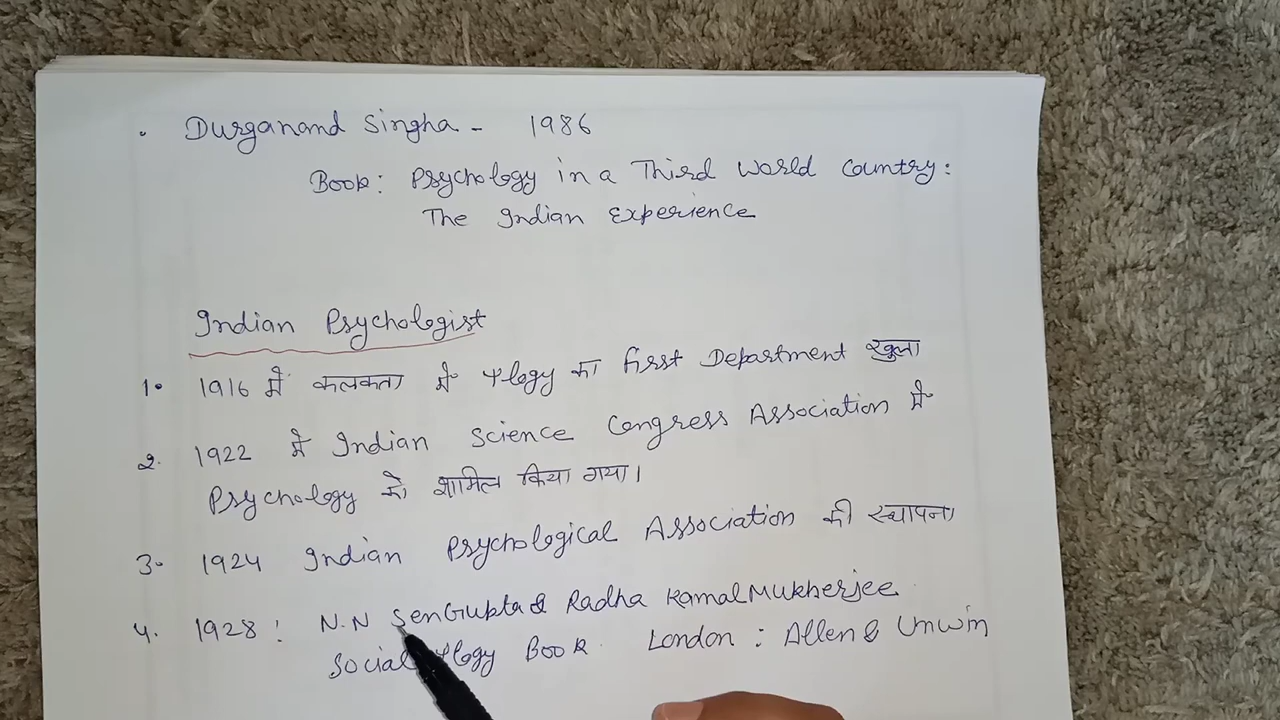 . Durganand Singha - 1986
Book: Psychology in a Third World Country:
The Indian Experience
Indian Psychologist
1. 1916 में कलकता में Ψlogy का First Department खुला
2. 1922 में Indian Science Congress Association में
Psychology को शामिल किया गया।
3. 1924 Indian Psychological Association की स्थापना
4. 1928 : N.N SenGupta & Radha Kamal Mukherjee
Social Ψlogy Book London : Allen & Unwin